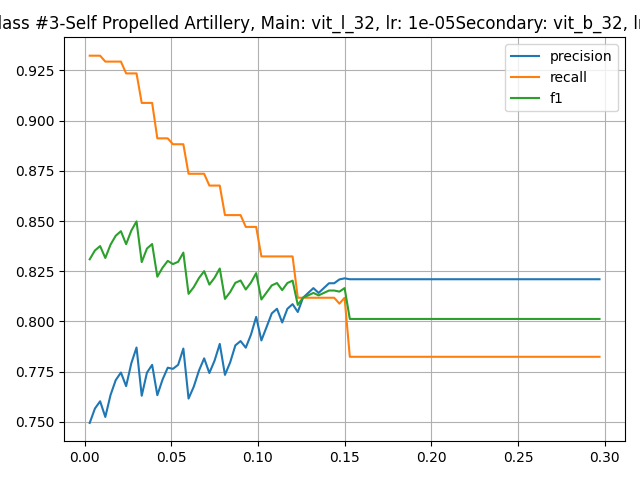 lass #3-Self Propelled Artillery, Main: vit_l_32, lr: 1e-05Secondary: vit_b_32, l
precision
recall
f1
0.925
0.900
0.875
0.850
0.825
0.800
0.775
0.750
0.00 0.05 0.10 0.15 0.20 0.25 0.30